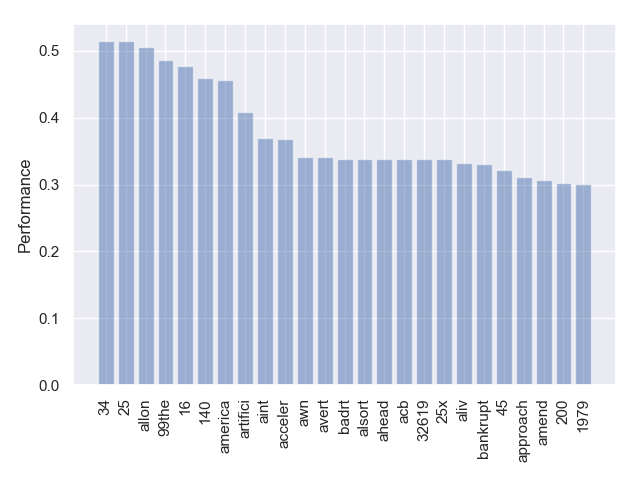 0.5
0.4
0.3
0.2
0.1
0.0
Performance
34
25
allon
99the
16
140
america
artifici
aint
acceler
awn
avert
badrt
alsort
ahead
acb
32619
25x
aliv
bankrupt
45
approach
amend
200
1979